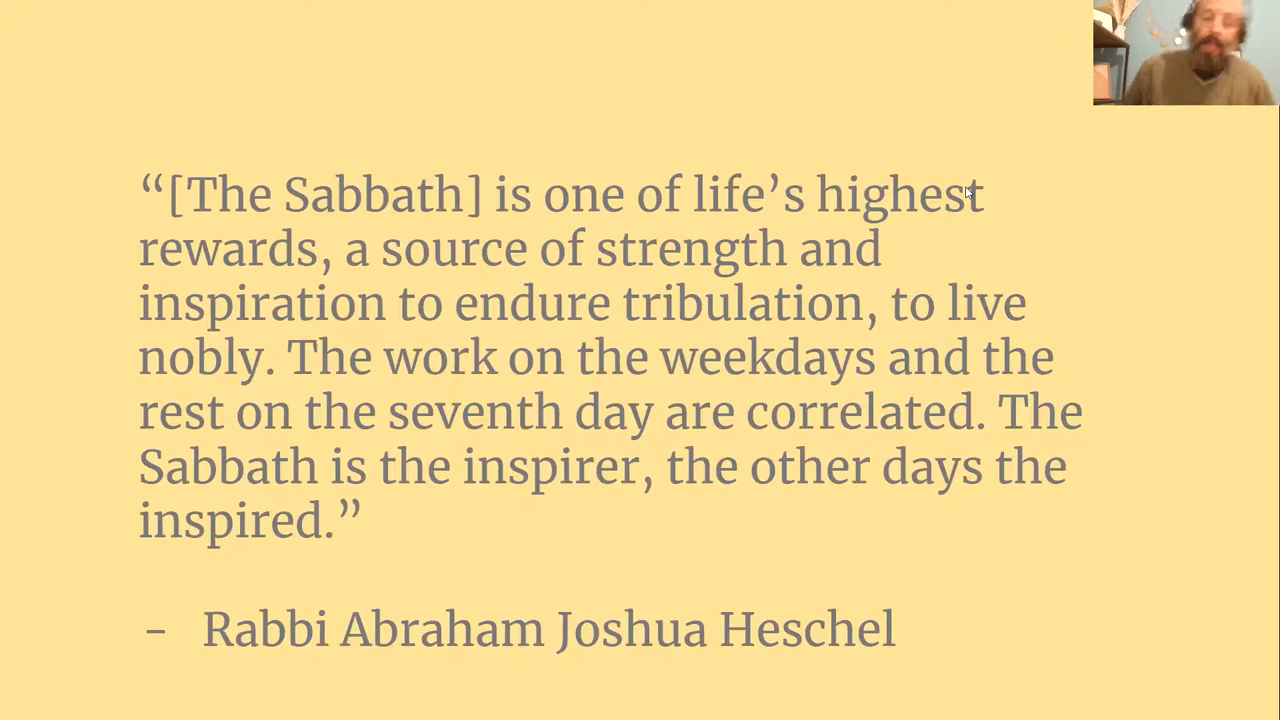 “[The Sabbath] is one of life’s highest
rewards, a source of strength and
inspiration to endure tribulation, to live
nobly. The work on the weekdays and the
rest on the seventh day are correlated. The
Sabbath is the inspirer, the other days the
inspired.”
- Rabbi Abraham Joshua Heschel